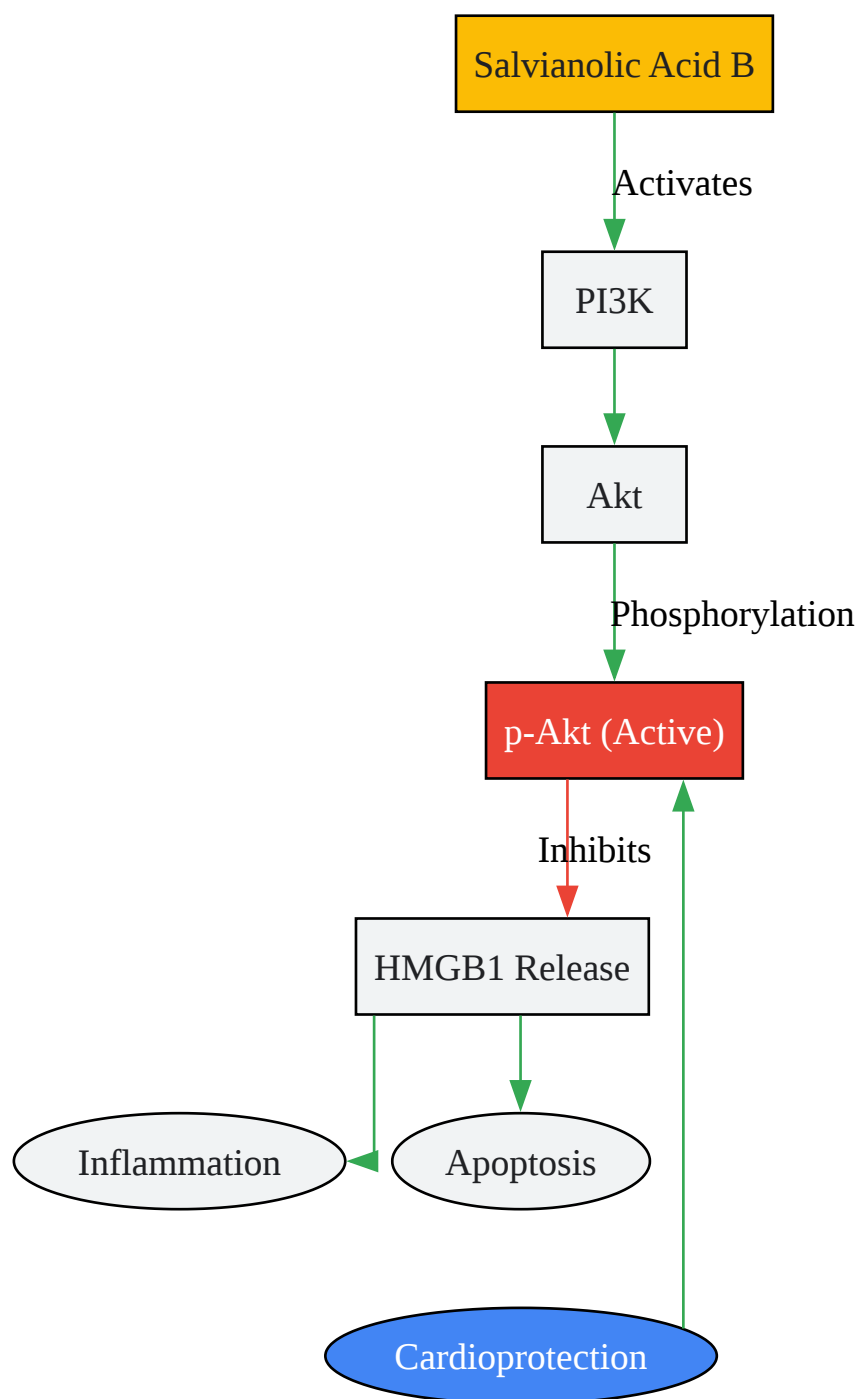 Salvianolic Acid B
Activates
PI3K
Akt
Phosphorylation
p-Akt (Active)
Inhibits
HMGB1 Release
Inflammation
Apoptosis
Cardioprotection